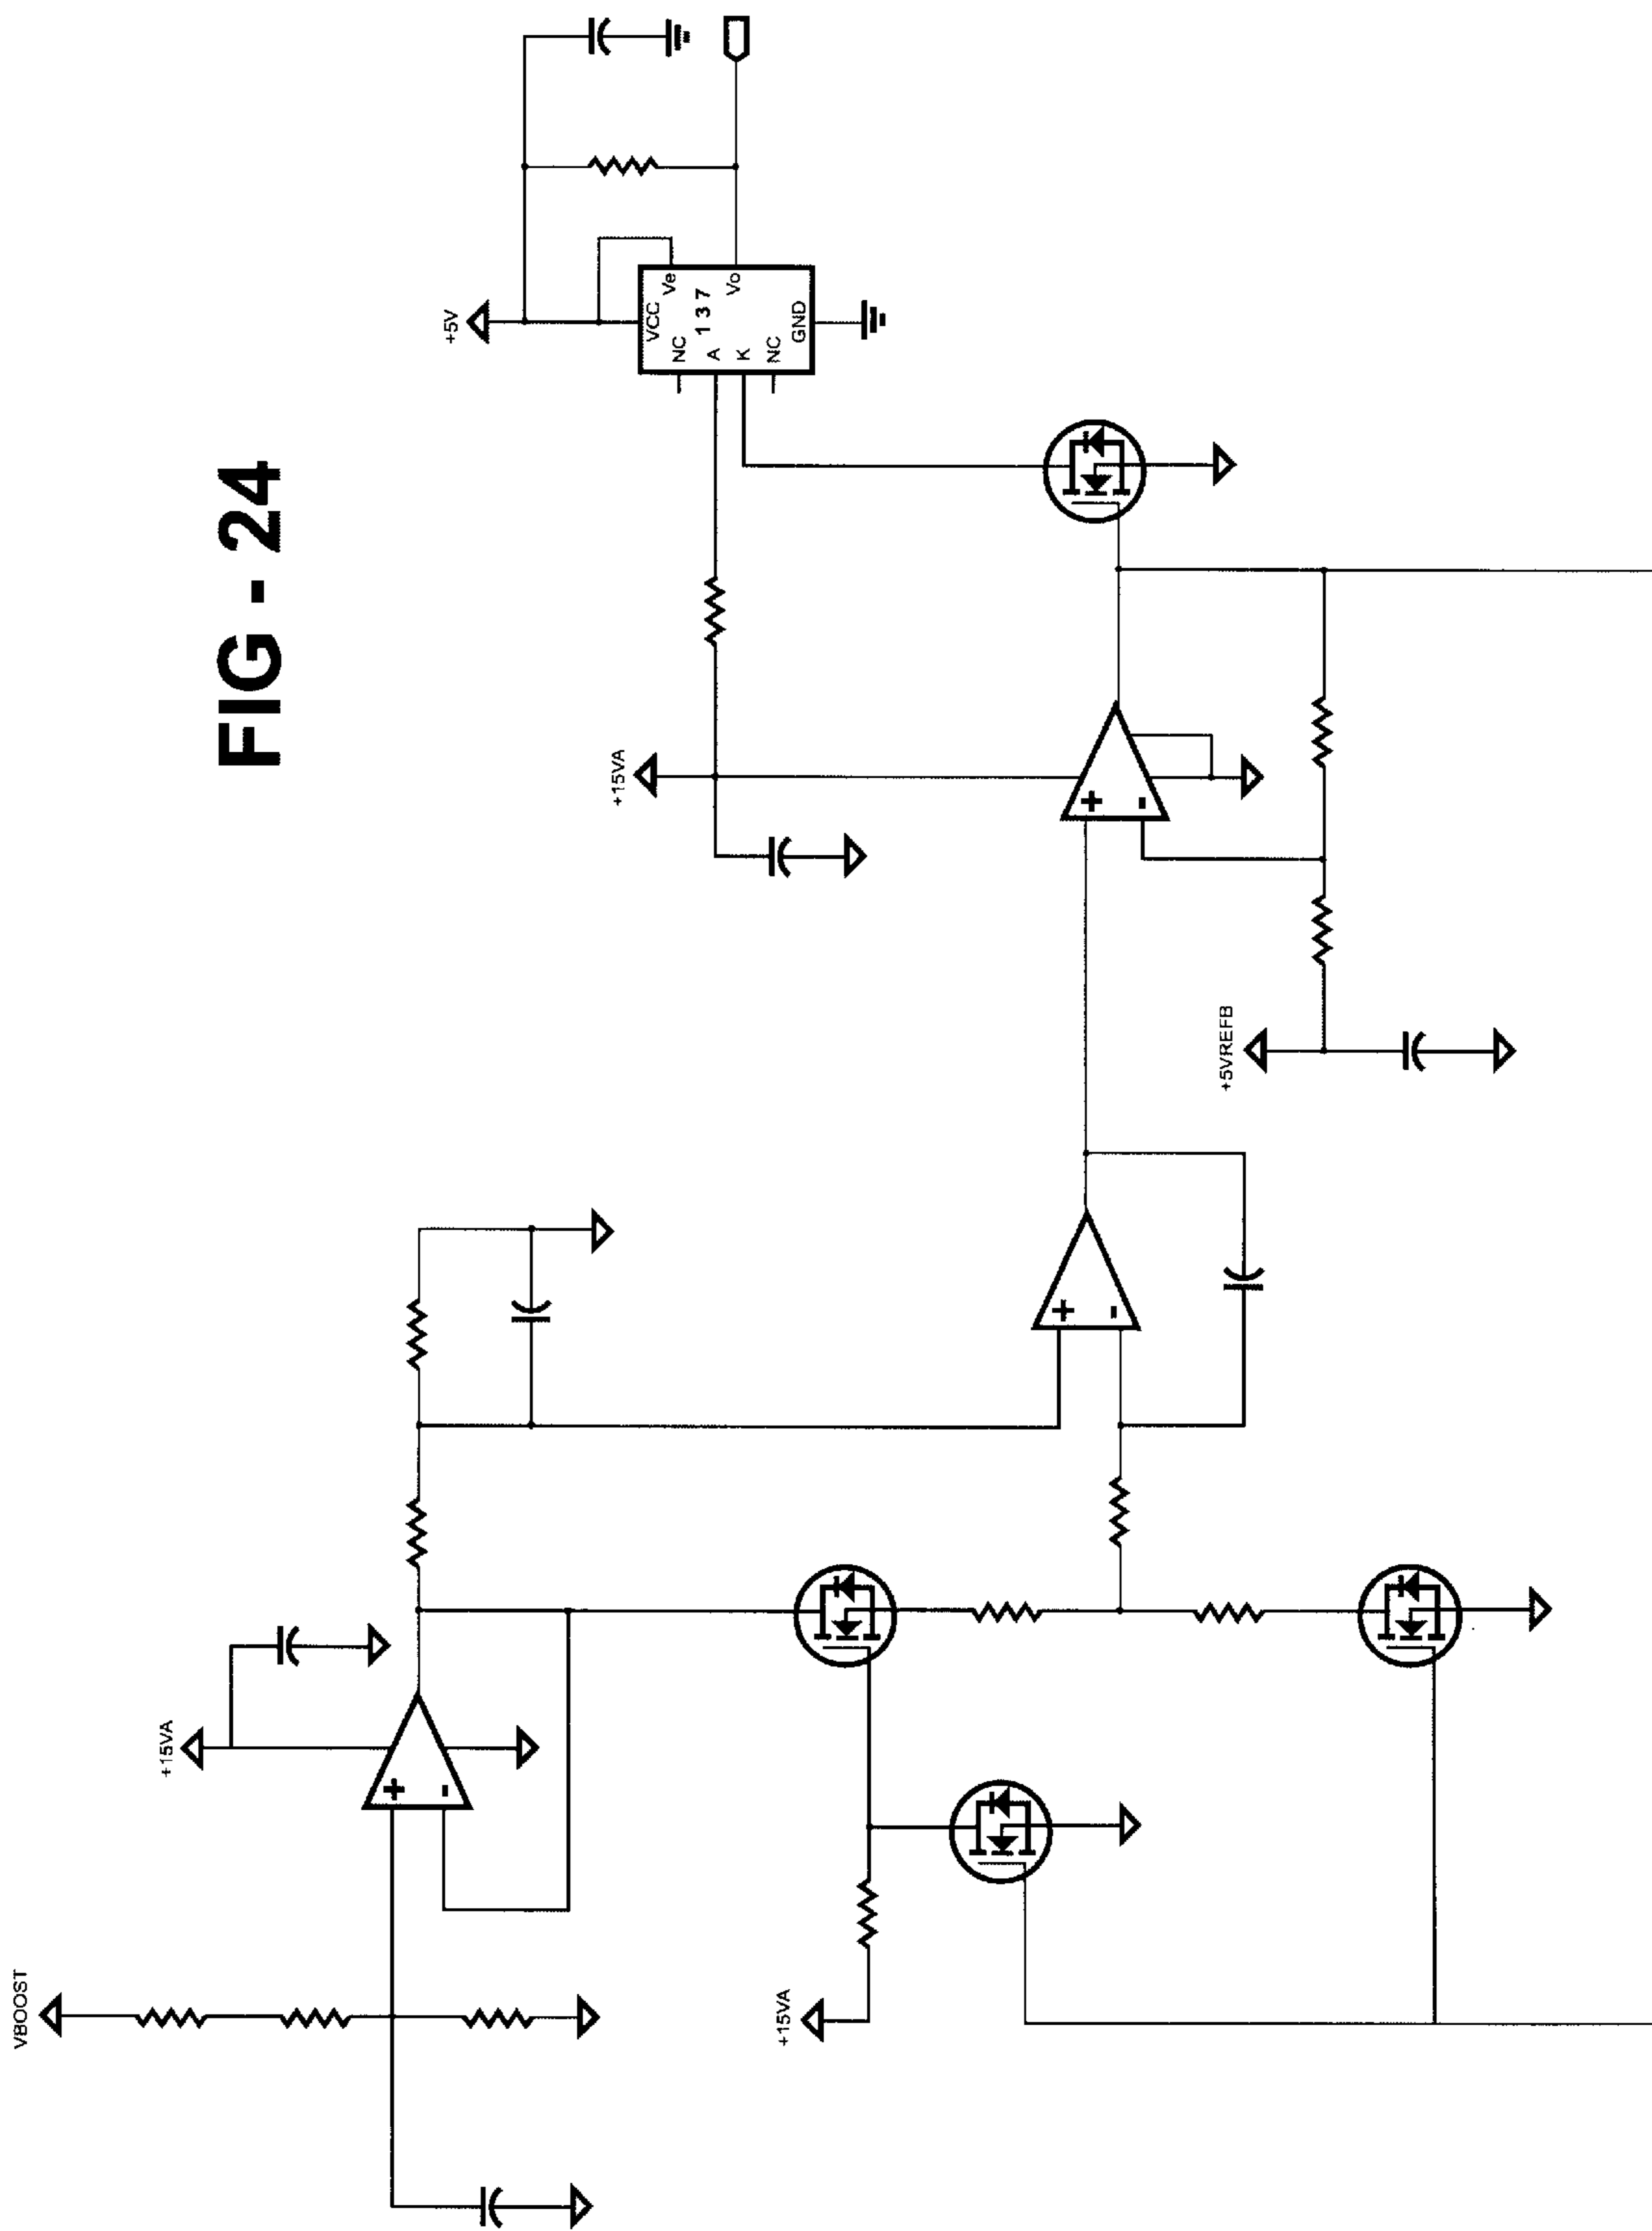 FIG - 24
VBOOST
+15VA
+
-
+15VA
+
-
+15VA
+
-
+5VREFB
+5V
VCC
NC
Ve
A
137
K
Vo
NC
GND